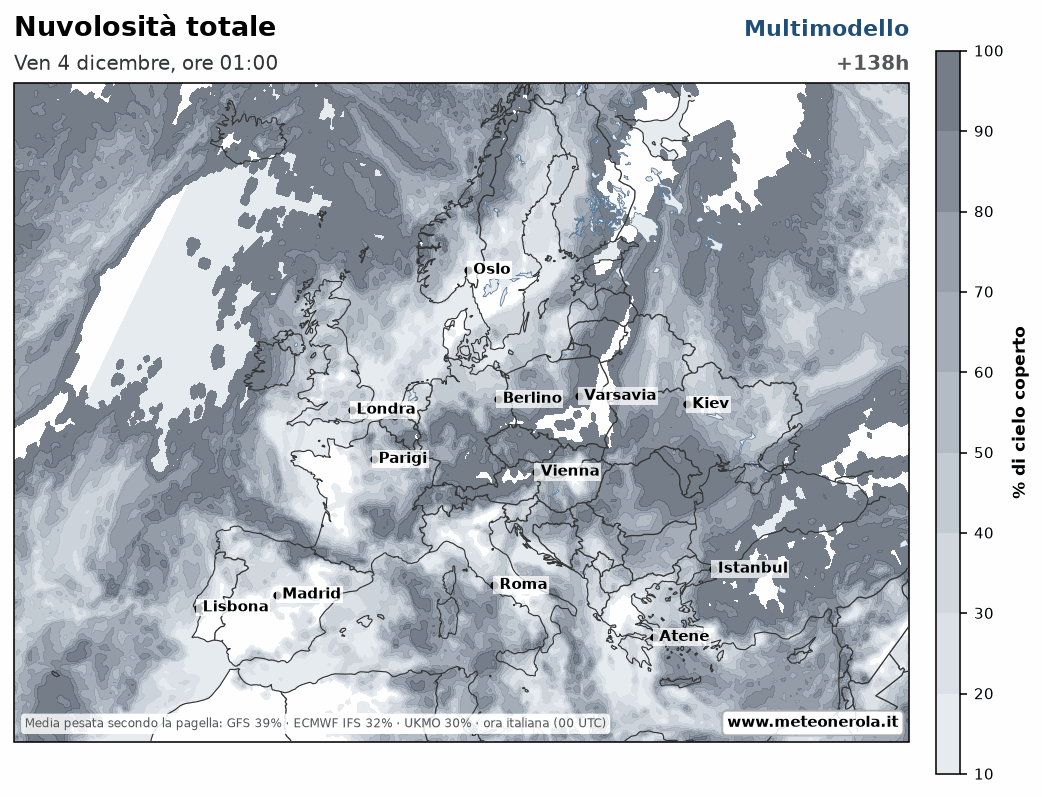 Nuvolosità totale
Multimodello
Ven 4 dicembre, ore 01:00
+138h
100
90
80
70
60
50
40
30
20
10
% di cielo coperto
Oslo
Berlino
Varsavia
Kiev
Londra
Parigi
Vienna
Istanbul
Roma
Madrid
Lisbona
Atene
Media pesata secondo la pagella: GFS 39% · ECMWF IFS 32% · UKMO 30% · ora italiana (00 UTC)
www.meteonerola.it